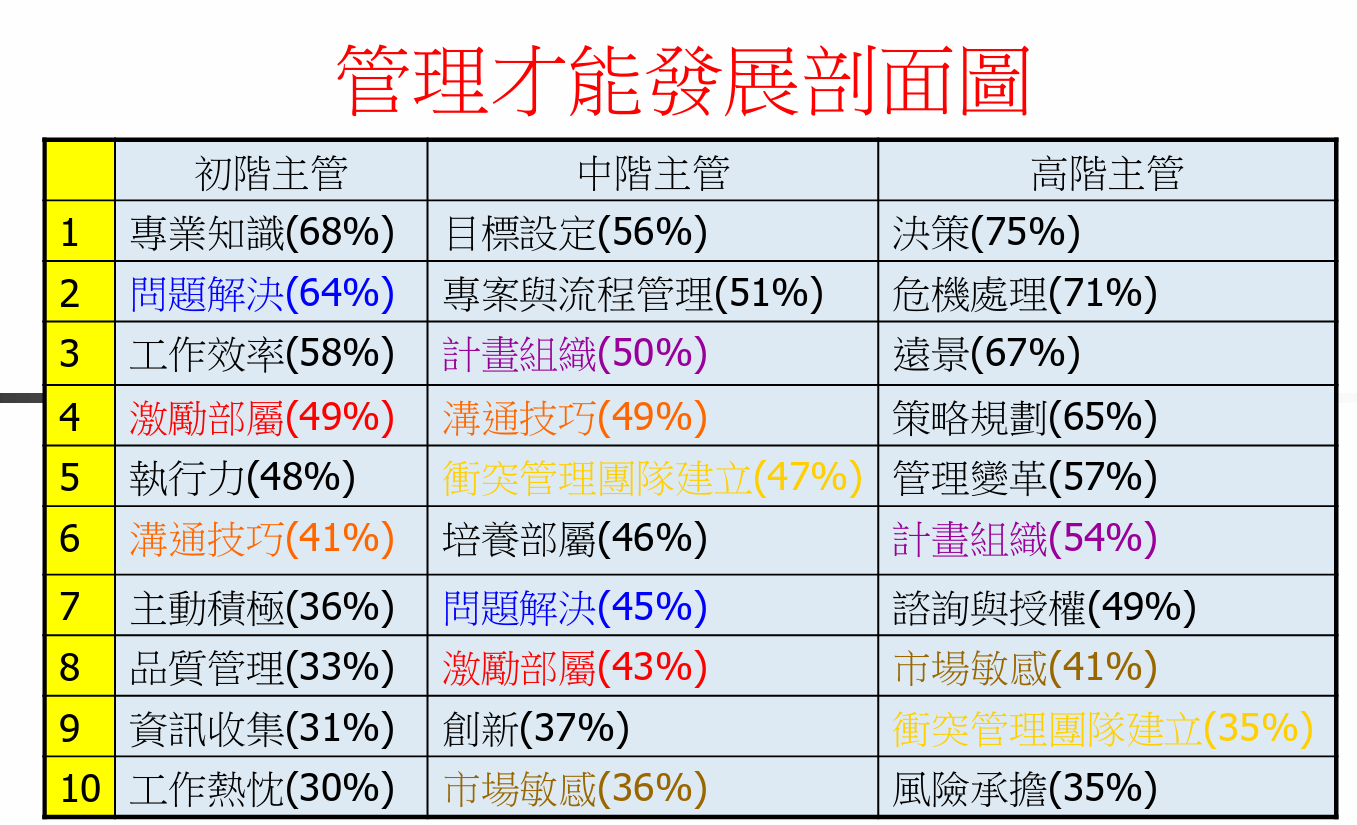 管理才能發展剖面圖
初階主管 中階主管 高階主管
1 專業知識(68%) 目標設定(56%) 決策(75%)
2 問題解決(64%) 專案與流程管理(51%) 危機處理(71%)
3 工作效率(58%) 計畫組織(50%) 遠景(67%)
4 激勵部屬(49%) 溝通技巧(49%) 策略規劃(65%)
5 執行力(48%) 衝突管理團隊建立(47%) 管理變革(57%)
6 溝通技巧(41%) 培養部屬(46%) 計畫組織(54%)
7 主動積極(36%) 問題解決(45%) 諮詢與授權(49%)
8 品質管理(33%) 激勵部屬(43%) 市場敏感(41%)
9 資訊收集(31%) 創新(37%) 衝突管理團隊建立(35%)
10 工作熱忱(30%) 市場敏感(36%) 風險承擔(35%)